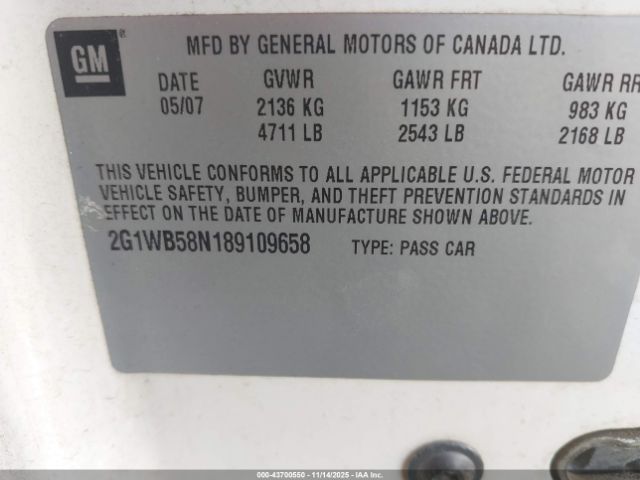 GM
®
MFD BY GENERAL MOTORS OF CANADA LTD.
DATE GVWR GAWR FRT GAWR RR
05/07 2136 KG 1153 KG 983 KG
4711 LB 2543 LB 2168 LB
THIS VEHICLE CONFORMS TO ALL APPLICABLE U.S. FEDERAL MOTOR
VEHICLE SAFETY, BUMPER, AND THEFT PREVENTION STANDARDS IN
EFFECT ON THE DATE OF MANUFACTURE SHOWN ABOVE.
2G1WB58N189109658 TYPE: PASS CAR
000-43700550 - 11/14/2025 - IAAI.CA